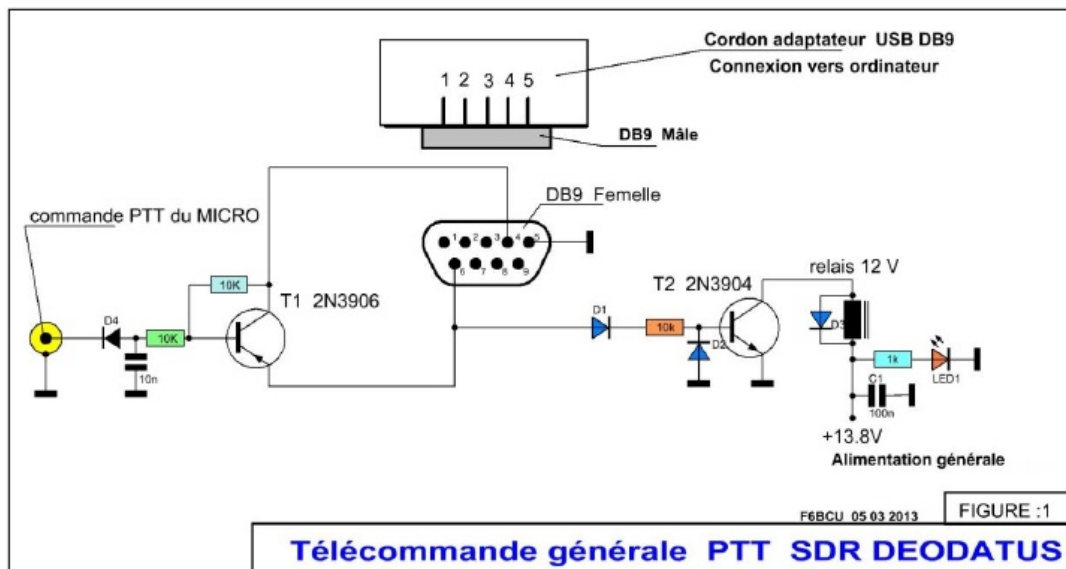 Cordon adaptateur USB DB9
Connexion vers ordinateur
1 2 3 4 5
DB9 Mâle
DB9 Femelle
commande PTT du MICRO
1 2 3 4 5
6 7 8 9
relais 12 V
T2 2N3904
10K
T1 2N3906
D4
10K
10n
D1
10k
D2
D3
1k
LED1
C1
100n
+13.8V
Alimentation générale
F6BCU 05 03 2013
FIGURE :1
Télécommande générale PTT SDR DEODATUS